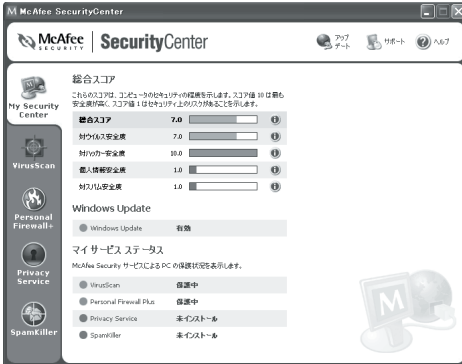 McAfee SecurityCenter
McAfee SECURITY
SecurityCenter
アップデート
サポート
ヘルプ
My Security Center
VirusScan
Personal Firewall+
Privacy Service
SpamKiller
総合スコア
これらのスコアは、コンピュータのセキュリティの程度を示します。スコア値 10 は最も
安全度が高く、スコア値 1 はセキュリティ上のリスクがあることを示します。
総合スコア 7.0
対ウイルス安全度 7.0
対ハッカー安全度 10.0
個人情報安全度 1.0
対スパム安全度 1.0
Windows Update
Windows Update 有効
マイ サービス ステータス
McAfee Security サービスによる PC の保護状況を表示します。
VirusScan 保護中
Personal Firewall Plus 保護中
Privacy Service 未インストール
SpamKiller 未インストール
M